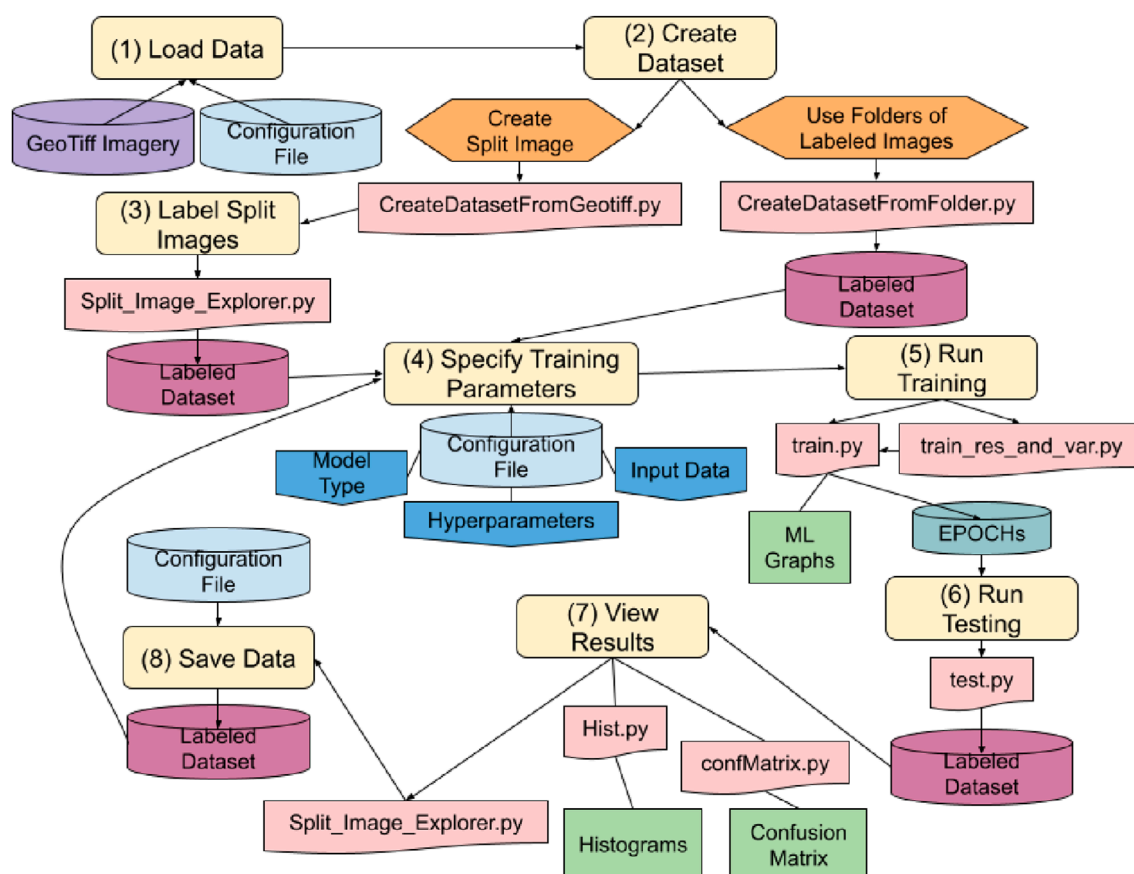 (1) Load Data
(2) Create
Dataset
GeoTiff Imagery
Configuration
File
Create
Split Image
Use Folders of
Labeled Images
(3) Label Split
Images
CreateDatasetFromGeotiff.py
CreateDatasetFromFolder.py
Split_Image_Explorer.py
Labeled
Dataset
Labeled
Dataset
(4) Specify Training
Parameters
(5) Run
Training
Configuration
File
Model
Type
Input Data
Hyperparameters
train.py
train_res_and_var.py
ML
Graphs
EPOCHs
(6) Run
Testing
test.py
Labeled
Dataset
(7) View
Results
Hist.py
confMatrix.py
Histograms
Confusion
Matrix
Split_Image_Explorer.py
Configuration
File
(8) Save Data
Labeled
Dataset